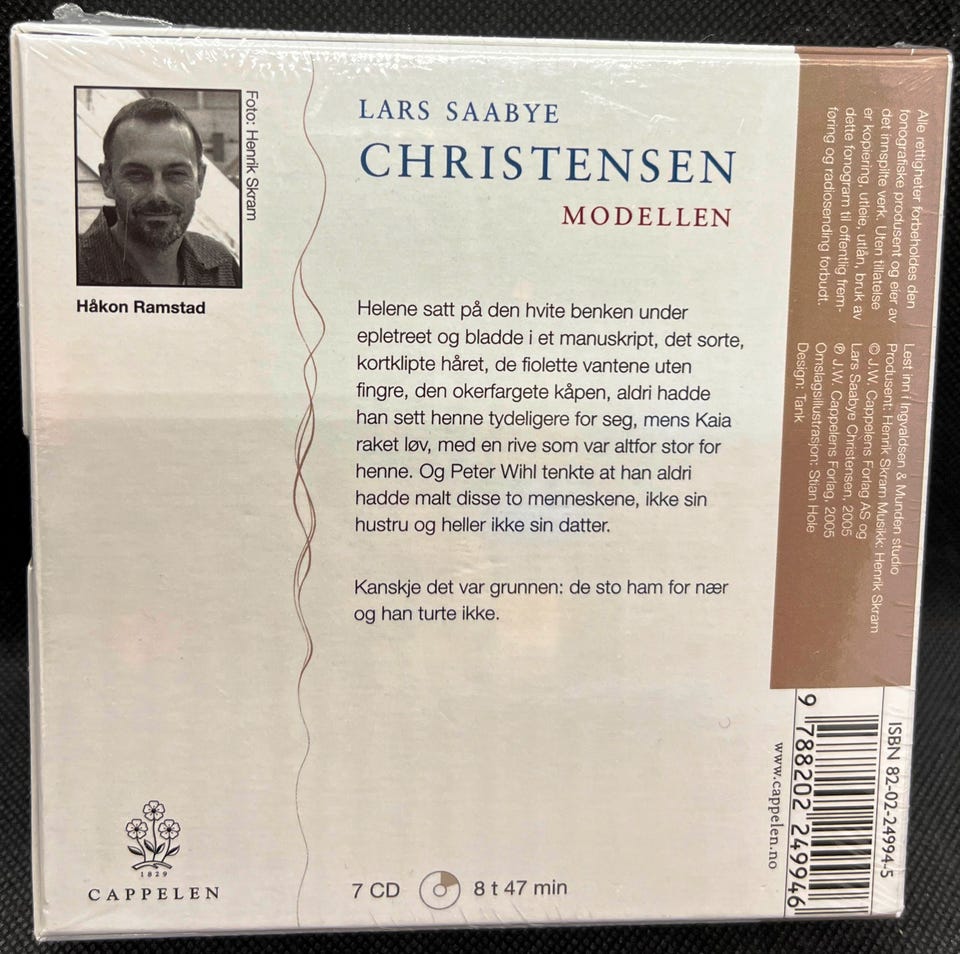 Foto: Henrik Skram
Håkon Ramstad
LARS SAABYE
CHRISTENSEN
MODELLEN
Helene satt på den hvite benken under
epletreet og bladde i et manuskript, det sorte,
kortklipte håret, de fiolette vantene uten
fingre, den okerfargete kåpen, aldri hadde
han sett henne tydeligere for seg, mens Kaia
raket løv, med en rive som var altfor stor for
henne. Og Peter Wihl tenkte at han aldri
hadde malt disse to menneskene, ikke sin
hustru og heller ikke sin datter.
Kanskje det var grunnen: de sto ham for nær
og han turte ikke.
7 CD
8 t 47 min
1829
CAPPELEN
Alle rettigheter forbeholdes den
fonografiske produsent og eier av
det innspilte verk. Uten tillatelse
er kopiering, utleie, utlån, bruk av
dette fonogram til offentlig frem-
føring og radiosending forbudt.
Lest inn i Ingvaldsen & Munden studio
Produsent: Henrik Skram Musikk: Henrik Skram
© J.W. Cappelens Forlag AS og
Lars Saabye Christensen, 2005
℗ J.W. Cappelens Forlag, 2005
Omslagsillustrasjon: Stian Hole
Design: Tank
ISBN 82-02-24994-5
9 788202 249946
www.cappelen.no